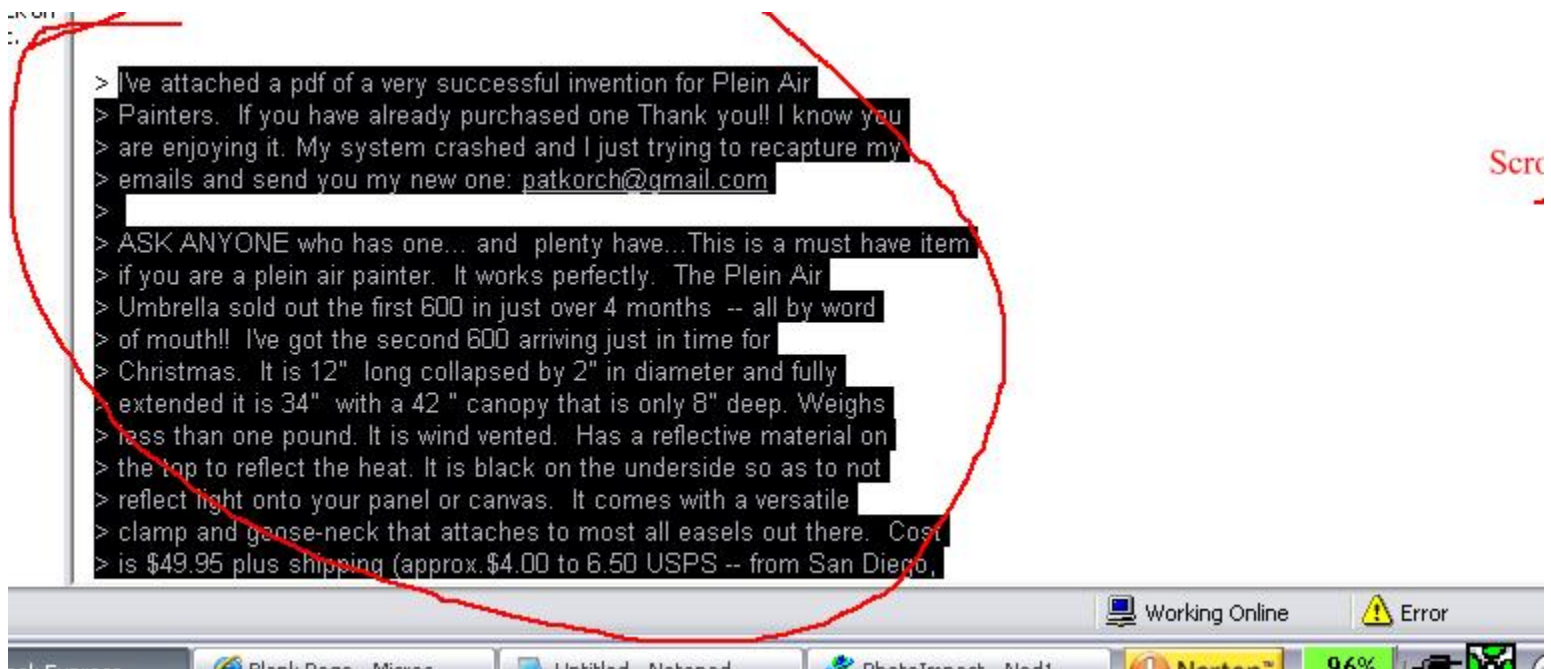 > I've attached a pdf of a very successful invention for Plein Air
> Painters.  If you have already purchased one Thank you!! I know you
> are enjoying it. My system crashed and I just trying to recapture my
> emails and send you my new one: patkorch@gmail.com
>
> ASK ANYONE who has one... and  plenty have...This is a must have item
> if you are a plein air painter.  It works perfectly.  The Plein Air
> Umbrella sold out the first 600 in just over 4 months  -- all by word
> of mouth!!  I've got the second 600 arriving just in time for
> Christmas.  It is 12"  long collapsed by 2" in diameter and fully
> extended it is 34"  with a 42 " canopy that is only 8" deep. Weighs
> less than one pound. It is wind vented.  Has a reflective material on
> the top to reflect the heat. It is black on the underside so as to not
> reflect light onto your panel or canvas.  It comes with a versatile
> clamp and goose-neck that attaches to most all easels out there.  Cost
> is $49.95 plus shipping (approx.$4.00 to 6.50 USPS -- from San Diego,
Scro
Working Online Error
Blank Page - Micros... Untitled - Notepad PhotoImpact - Nod1 Norton™ 96%